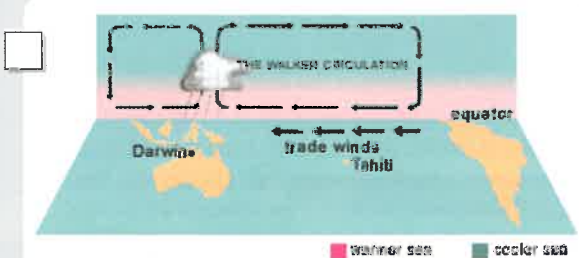 THE WALKER CIRCULATION
equator
Darwin
trade winds
Tahiti
warmer sea
cooler sea